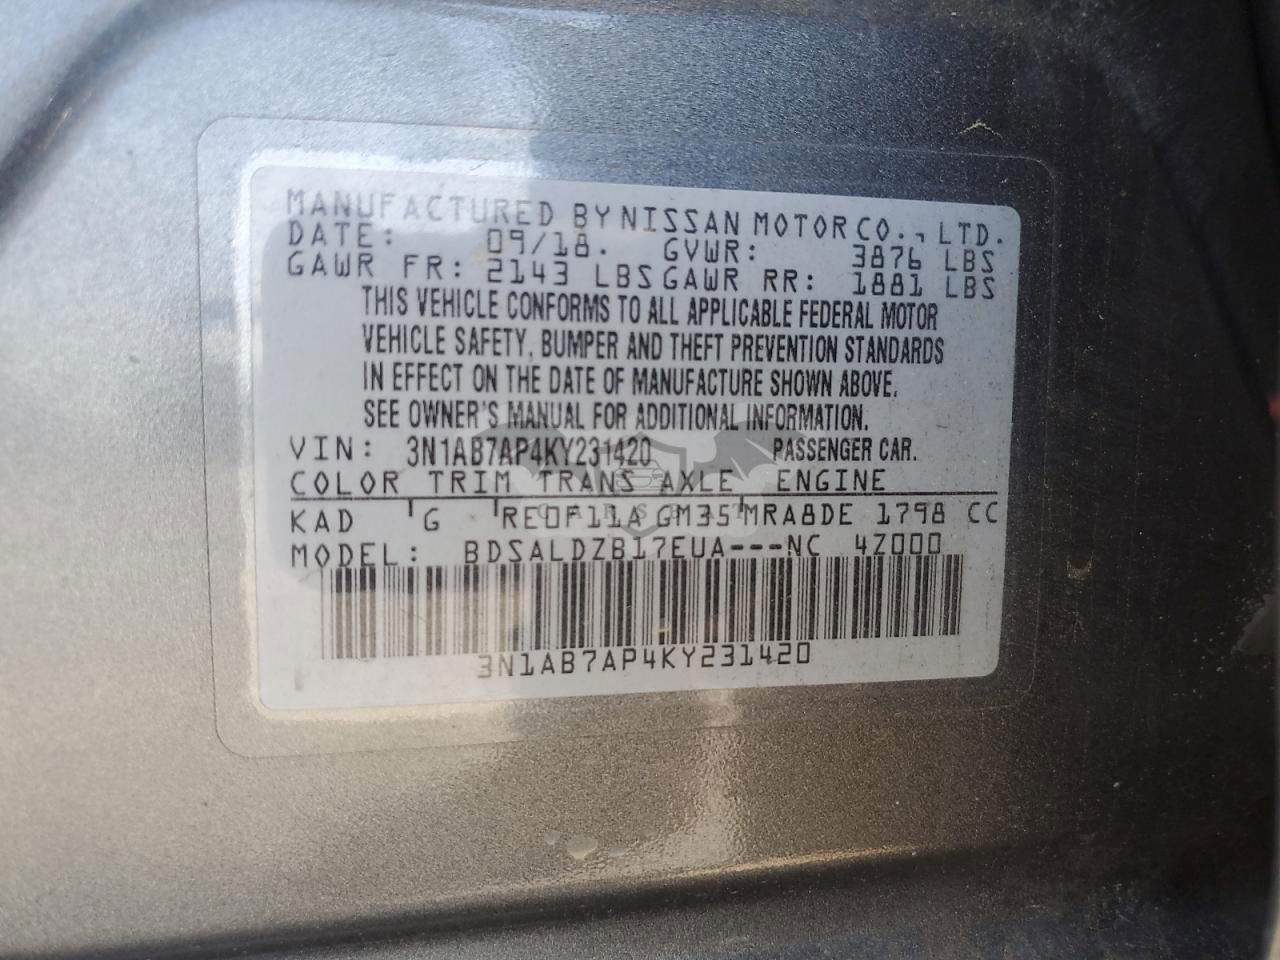 MANUFACTURED BY NISSAN MOTOR CO., LTD.
DATE: 09/18. GVWR: 3876 LBS
GAWR FR: 2143 LBS GAWR RR: 1881 LBS
THIS VEHICLE CONFORMS TO ALL APPLICABLE FEDERAL MOTOR
VEHICLE SAFETY, BUMPER AND THEFT PREVENTION STANDARDS
IN EFFECT ON THE DATE OF MANUFACTURE SHOWN ABOVE.
SEE OWNER'S MANUAL FOR ADDITIONAL INFORMATION.
VIN: 3N1AB7AP4KY231420 PASSENGER CAR.
COLOR TRIM TRANS AXLE ENGINE
KAD G RE0F11A GM35 MRA8DE 1798 CC
MODEL: BDSALDZB17EUA---NC 4Z000
3N1AB7AP4KY231420